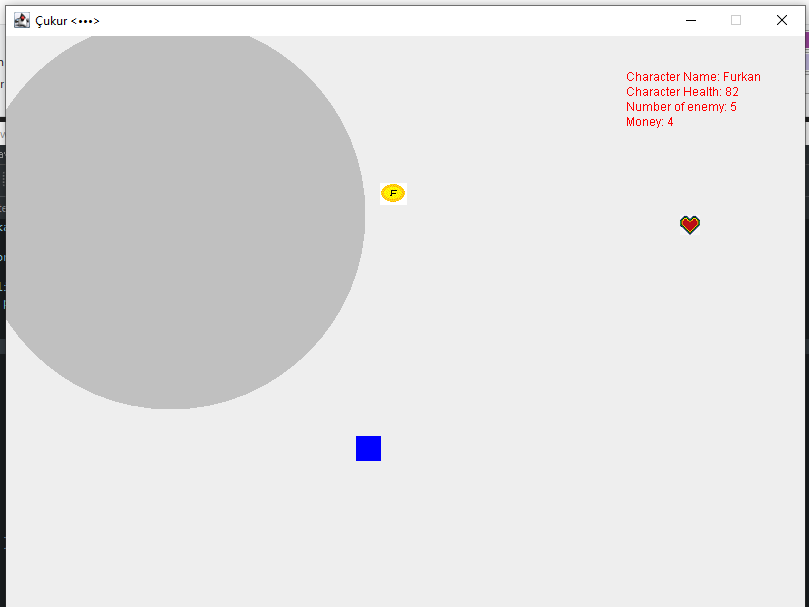 Çukur <•••>
Character Name: Furkan
Character Health: 82
Number of enemy: 5
Money: 4
F